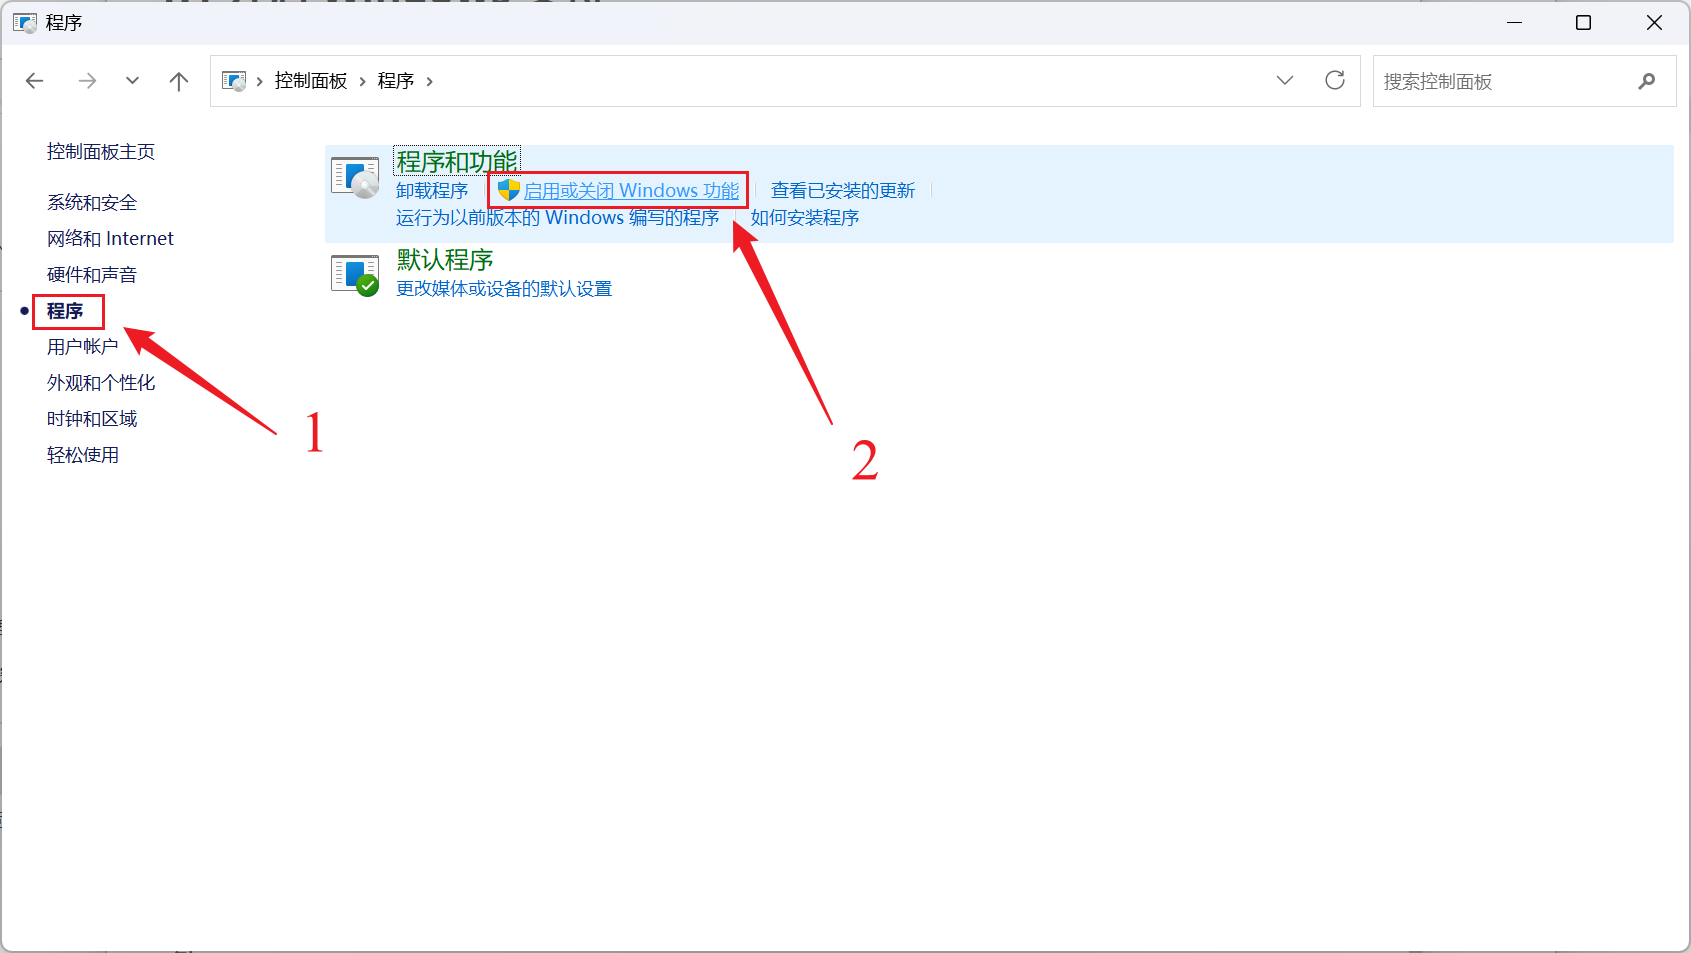 程序
控制面板 程序
搜索控制面板
控制面板主页
系统和安全
网络和 Internet
硬件和声音
程序
用户帐户
外观和个性化
时钟和区域
轻松使用
程序和功能
卸载程序 启用或关闭 Windows 功能 查看已安装的更新
运行为以前版本的 Windows 编写的程序 如何安装程序
默认程序
更改媒体或设备的默认设置
1
2